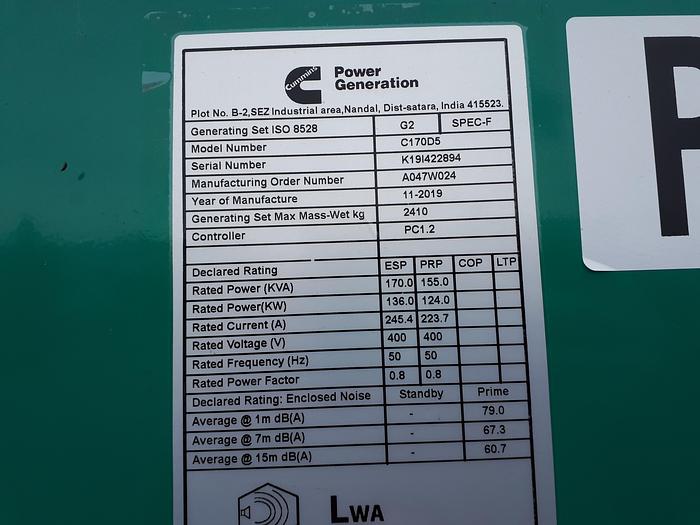 Cummins
Power
Generation
Plot No. B-2,SEZ Industrial area,Nandal, Dist-satara, India 415523.
Generating Set ISO 8528 G2 SPEC-F
Model Number C170D5
Serial Number K19I422894
Manufacturing Order Number A047W024
Year of Manufacture 11-2019
Generating Set Max Mass-Wet kg 2410
Controller PC1.2
Declared Rating ESP PRP COP LTP
Rated Power (KVA) 170.0 155.0
Rated Power(KW) 136.0 124.0
Rated Current (A) 245.4 223.7
Rated Voltage (V) 400 400
Rated Frequency (Hz) 50 50
Rated Power Factor 0.8 0.8
Declared Rating: Enclosed Noise Standby Prime
Average @ 1m dB(A) - 79.0
Average @ 7m dB(A) - 67.3
Average @ 15m dB(A) - 60.7
LWA